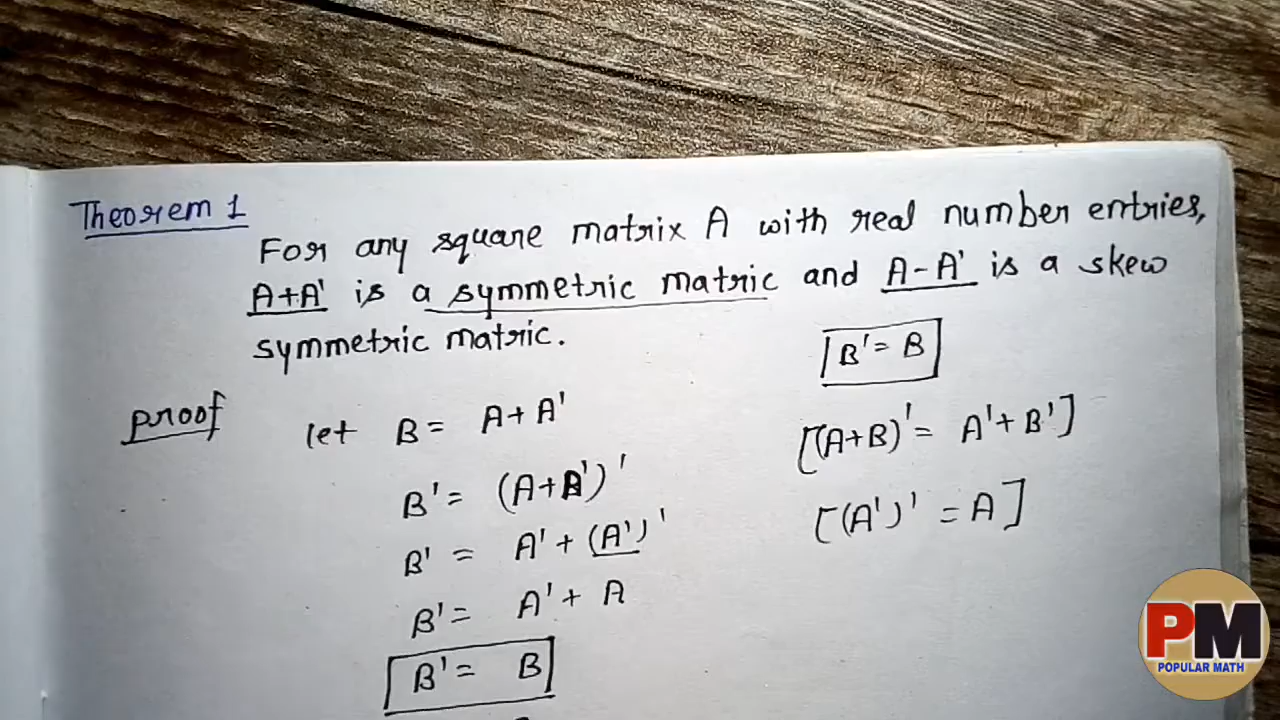 Theorem 1
For any square matrix A with real number entries,
A+A' is a symmetric matric and A-A' is a skew
symmetric matric.
B' = B
proof
let B = A + A'
[(A+B)' = A' + B']
B' = (A+A')'
[(A')' = A]
B' = A' + (A')'
B' = A' + A
B' = B
PM
POPULAR MATH